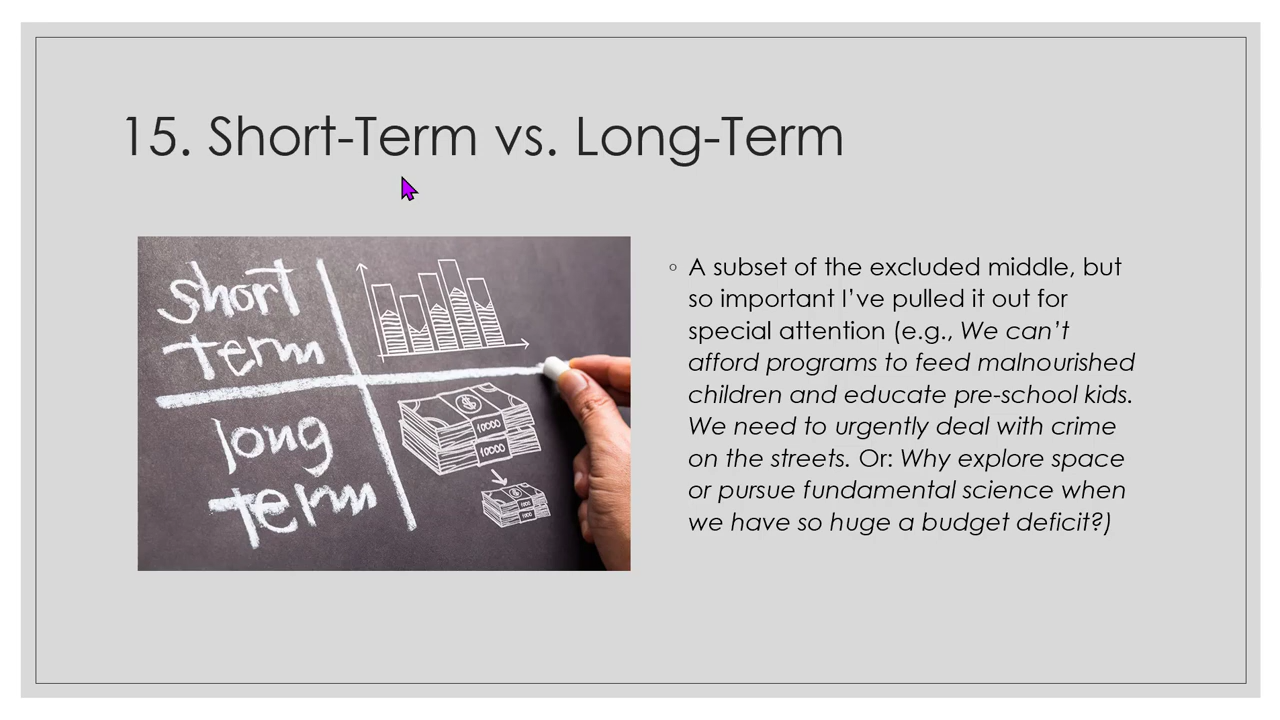 15. Short-Term vs. Long-Term
short
Term
long
Term
10000
10000
◦ A subset of the excluded middle, but
so important I’ve pulled it out for
special attention (e.g., We can’t
afford programs to feed malnourished
children and educate pre-school kids.
We need to urgently deal with crime
on the streets. Or: Why explore space
or pursue fundamental science when
we have so huge a budget deficit?)